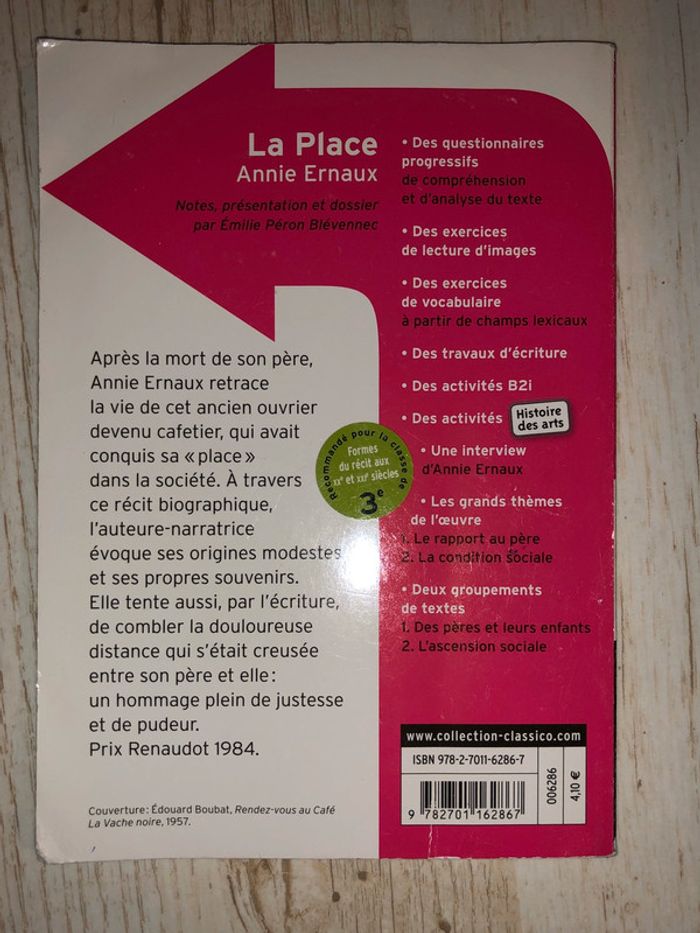 La Place
Annie Ernaux
Notes, présentation et dossier
par Émilie Péron Blévennec
Après la mort de son père,
Annie Ernaux retrace
la vie de cet ancien ouvrier
devenu cafetier, qui avait
conquis sa « place »
dans la société. À travers
ce récit biographique,
l'auteure-narratrice
évoque ses origines modestes
et ses propres souvenirs.
Elle tente aussi, par l'écriture,
de combler la douloureuse
distance qui s'était creusée
entre son père et elle :
un hommage plein de justesse
et de pudeur.
Prix Renaudot 1984.
Couverture : Édouard Boubat, Rendez-vous au Café
La Vache noire, 1957.
Recommandé pour la classe de
Formes
du récit aux
XXe et XXIe siècles
3e
• Des questionnaires
progressifs
de compréhension
et d'analyse du texte
• Des exercices
de lecture d'images
• Des exercices
de vocabulaire
à partir de champs lexicaux
• Des travaux d'écriture
• Des activités B2i
• Des activités Histoire
des arts
• Une interview
d'Annie Ernaux
• Les grands thèmes
de l'œuvre
1. Le rapport au père
2. La condition sociale
• Deux groupements
de textes
1. Des pères et leurs enfants
2. L'ascension sociale
www.collection-classico.com
ISBN 978-2-7011-6286-7
9 782701 162867
006286
4,10 €